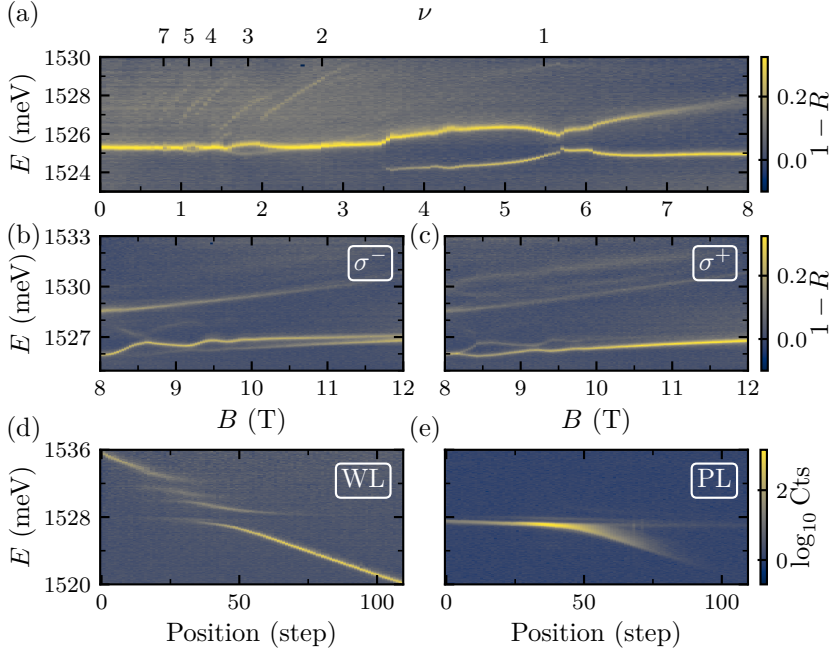 (a)
ν
7 5 4 3 2 1
E (meV)
1530
1528
1526
1524
0 1 2 3 4 5 6 7 8
0.2
0.0
1 − R
(b)
(c)
E (meV)
1533
1530
1527
σ−
σ+
8 9 10 11 12
8 9 10 11 12
B (T)
B (T)
0.2
0.0
1 − R
(d)
(e)
E (meV)
1536
1528
1520
WL
PL
0 50 100
0 50 100
Position (step)
Position (step)
2
0
log10 Cts